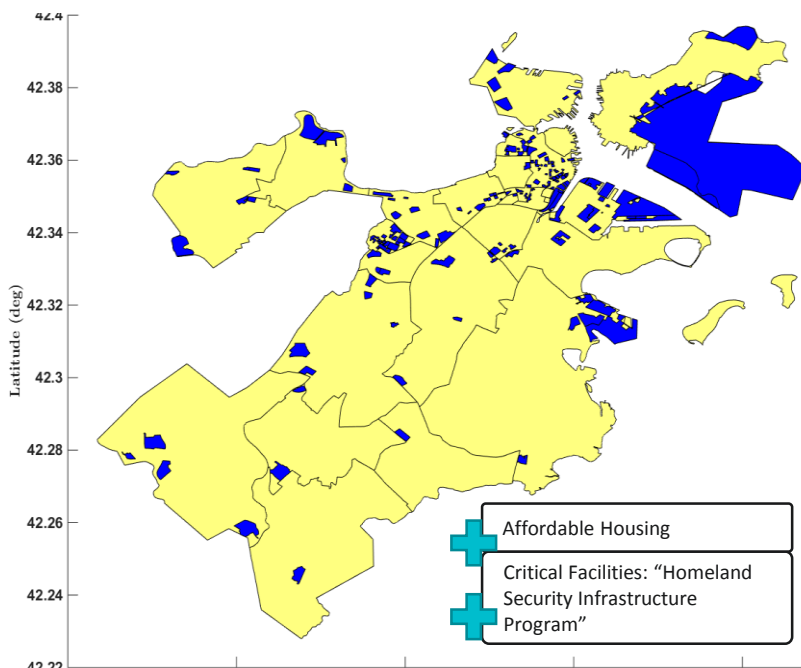 42.4
42.38
42.36
42.34
42.32
42.3
42.28
42.26
42.24
42.22
Latitude (deg)
Affordable Housing
Critical Facilities: “Homeland
Security Infrastructure
Program”